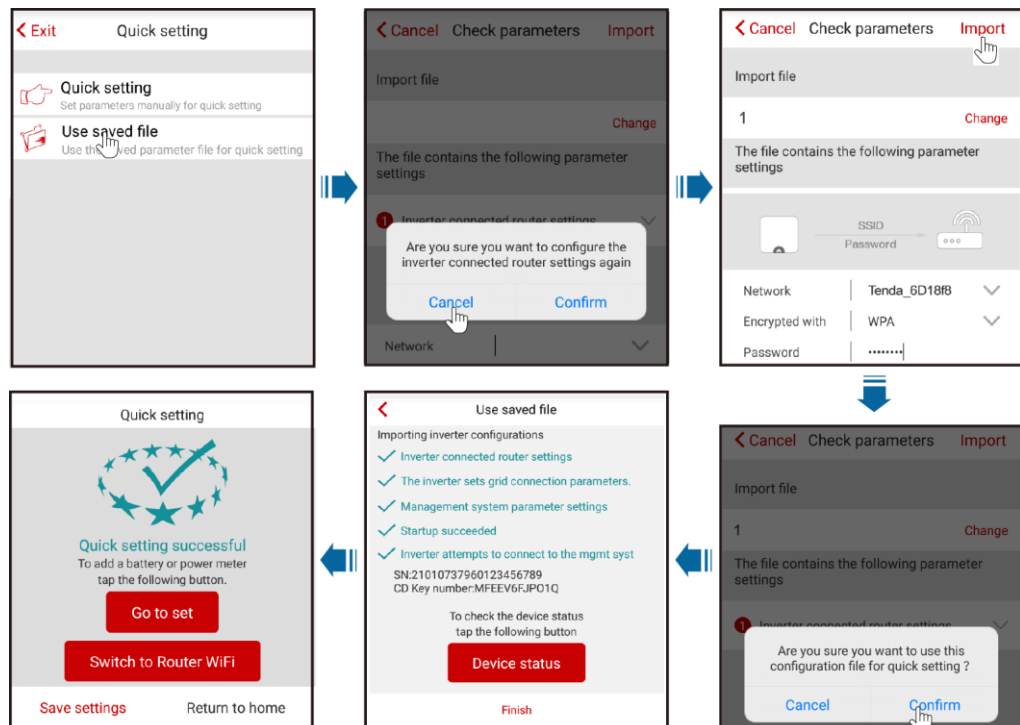 Exit Quick setting
Quick setting
Set parameters manually for quick setting
Use saved file
Use the saved parameter file for quick setting
Cancel Check parameters Import
Import file
Change
The file contains the following parameter
settings
1 Inverter connected router settings
Are you sure you want to configure the
inverter connected router settings again
Cancel Confirm
Network
Cancel Check parameters Import
Import file
1 Change
The file contains the following parameter
settings
SSID
Password
Network Tenda_6D18f8
Encrypted with WPA
Password ••••••••
Cancel Check parameters Import
Import file
1 Change
The file contains the following parameter
settings
1 Inverter connected router settings
Are you sure you want to use this
configuration file for quick setting ?
Cancel Confirm
Use saved file
Importing inverter configurations
Inverter connected router settings
The inverter sets grid connection parameters.
Management system parameter settings
Startup succeeded
Inverter attempts to connect to the mgmt syst
SN:21010737960123456789
CD Key number:MFEEV6FJPO1Q
To check the device status
tap the following button
Device status
Finish
Quick setting
Quick setting successful
To add a battery or power meter
tap the following button.
Go to set
Switch to Router WiFi
Save settings Return to home